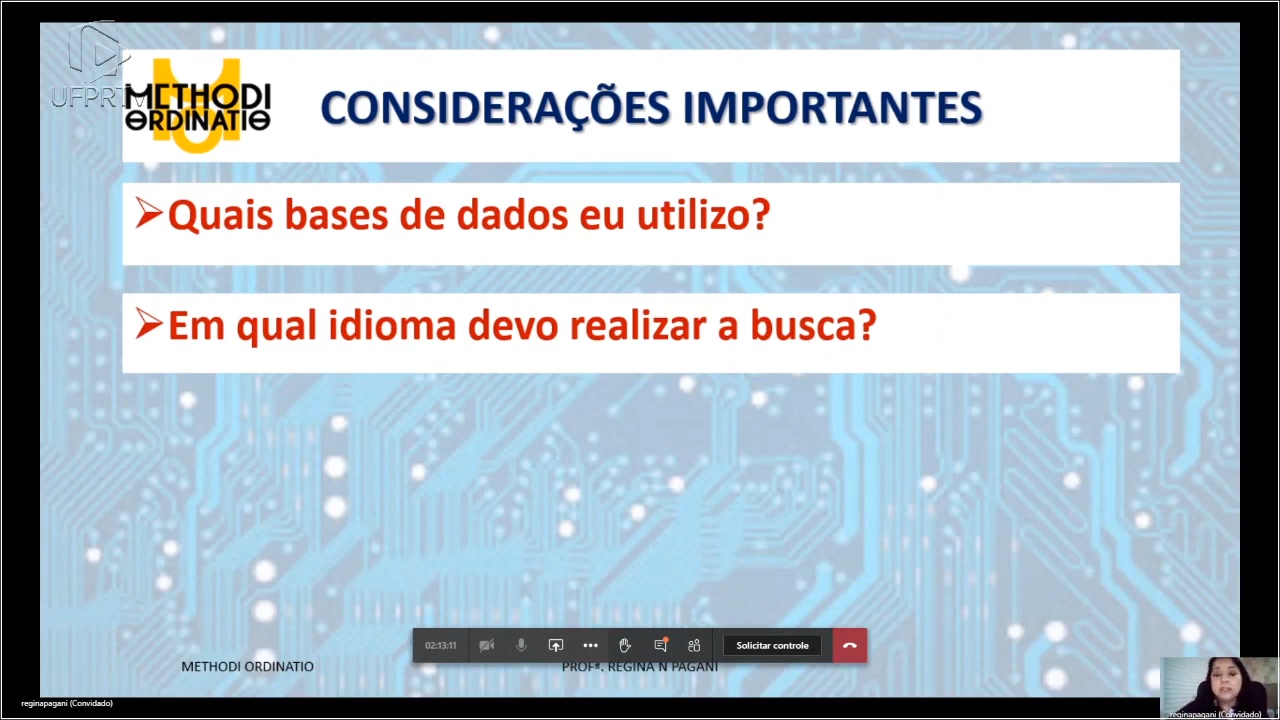 UFPRTV
METHODI
ORDINATIO
CONSIDERAÇÕES IMPORTANTES
Quais bases de dados eu utilizo?
Em qual idioma devo realizar a busca?
02:13:11
Solicitar controle
METHODI ORDINATIO
PROFª. REGINA N PAGANI
reginapagani (Convidado)
reginapagani (Convidado)